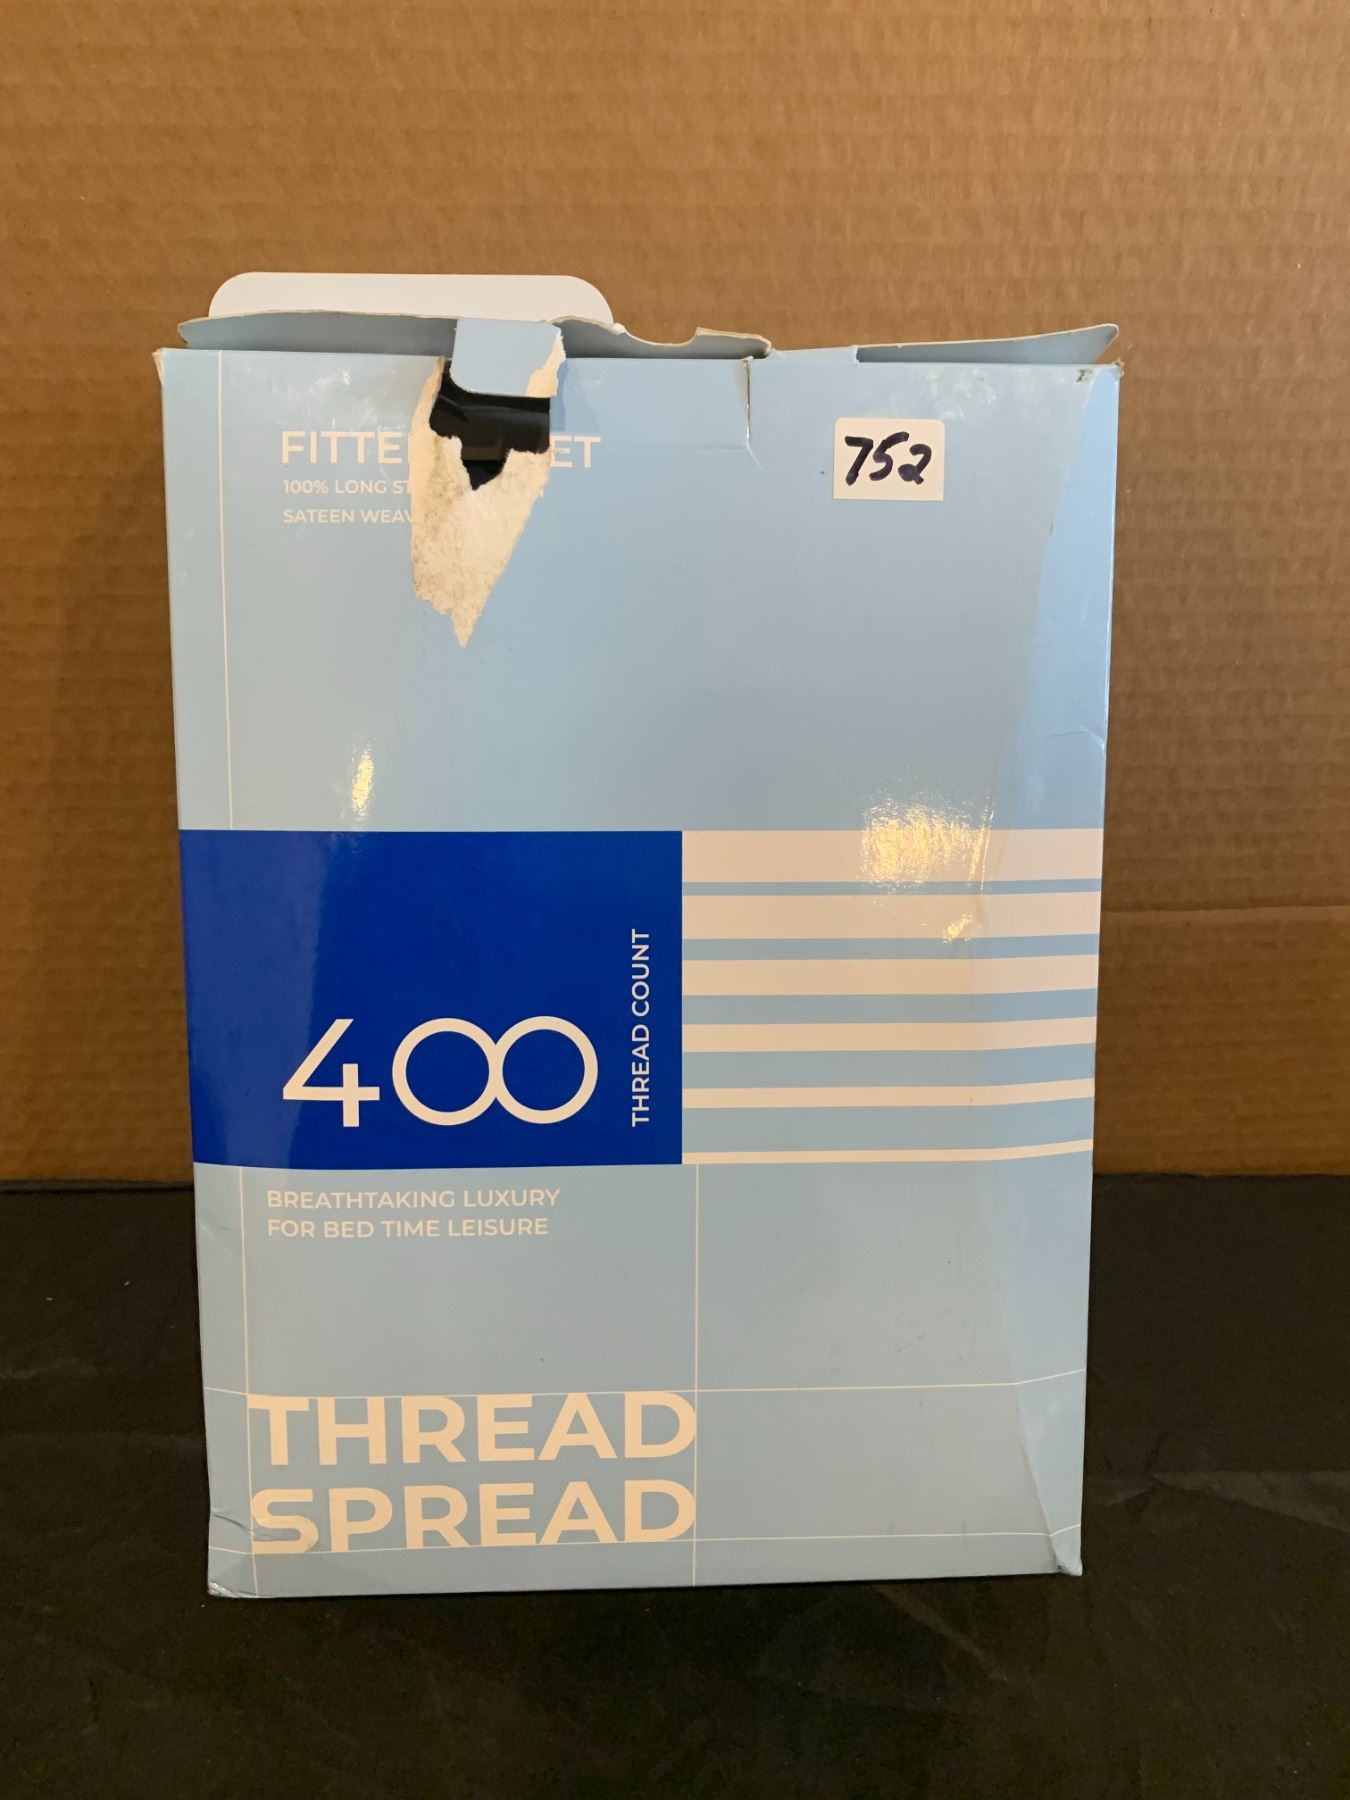 FITTE ET
752
100% LONG ST
SATEEN WEAV
400
THREAD COUNT
BREATHTAKING LUXURY
FOR BED TIME LEISURE
THREAD
SPREAD